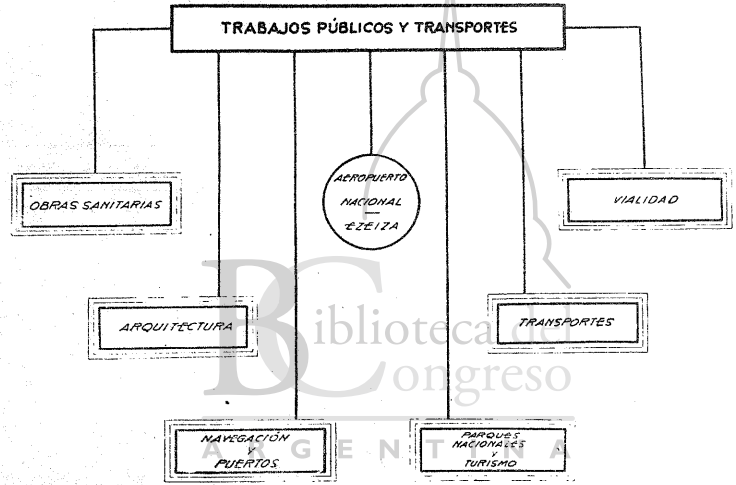 TRABAJOS PÚBLICOS Y TRANSPORTES
OBRAS SANITARIAS
AEROPUERTO
NACIONAL
EZEIZA
VIALIDAD
ARQUITECTURA
TRANSPORTES
NAVEGACIÓN
Y
PUERTOS
PARQUES
NACIONALES
Y
TURISMO
Biblioteca del
Congreso
ARGENTINA